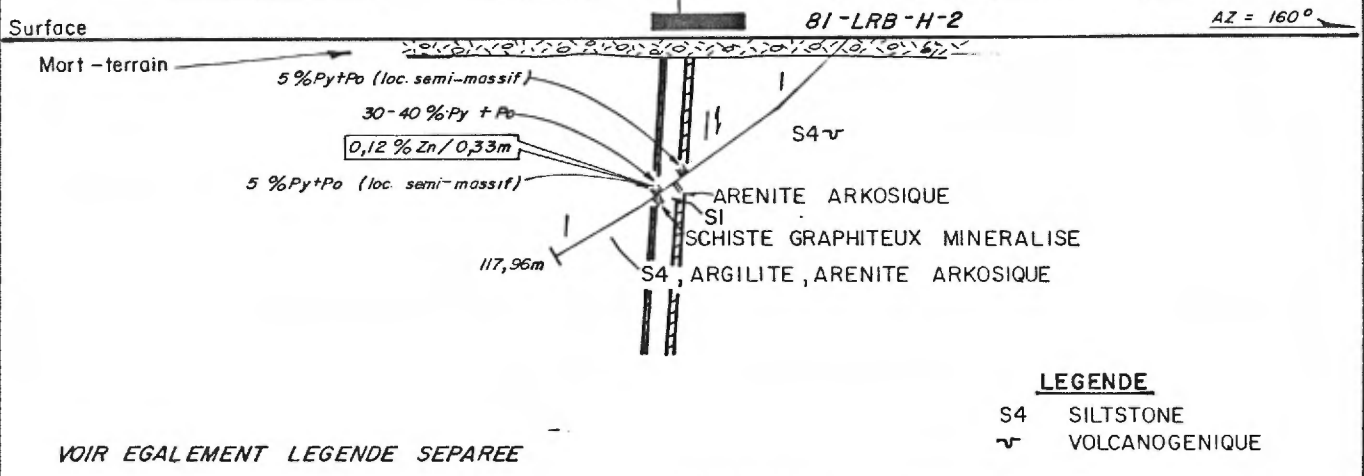 81-LRB-H-2
AZ = 160°
Surface
Mort-terrain
5 %Py+Po (loc. semi-massif)
30-40 %Py + Po
S4 ~
0,12 % Zn/0,33m
5 %Py+Po (loc. semi-massif)
ARENITE ARKOSIQUE
S1
SCHISTE GRAPHITEUX MINERALISE
117,96m
S4, ARGILITE, ARENITE ARKOSIQUE
LEGENDE
S4 SILTSTONE
~ VOLCANOGENIQUE
VOIR EGALEMENT LEGENDE SEPAREE